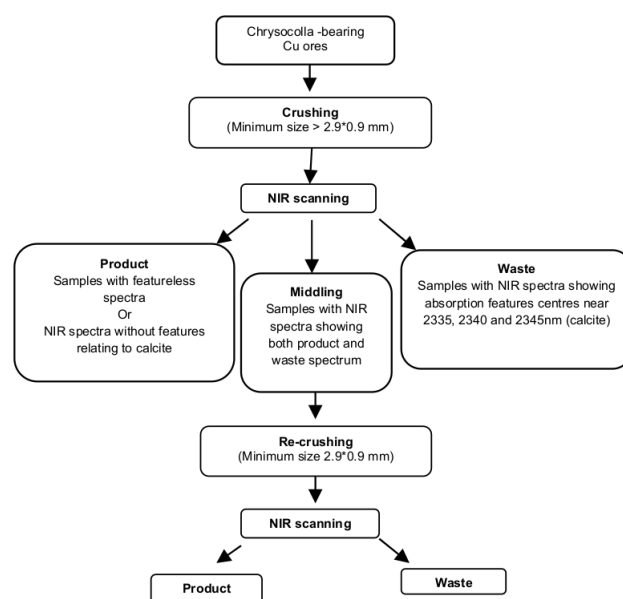 Chrysocolla -bearing
Cu ores
Crushing
(Minimum size > 2.9*0.9 mm)
NIR scanning
Product
Samples with featureless
spectra
Or
NIR spectra without features
relating to calcite
Middling
Samples with NIR
spectra showing
both product and
waste spectrum
Waste
Samples with NIR spectra showing
absorption features centres near
2335, 2340 and 2345nm (calcite)
Re-crushing
(Minimum size 2.9*0.9 mm)
NIR scanning
Product
Waste